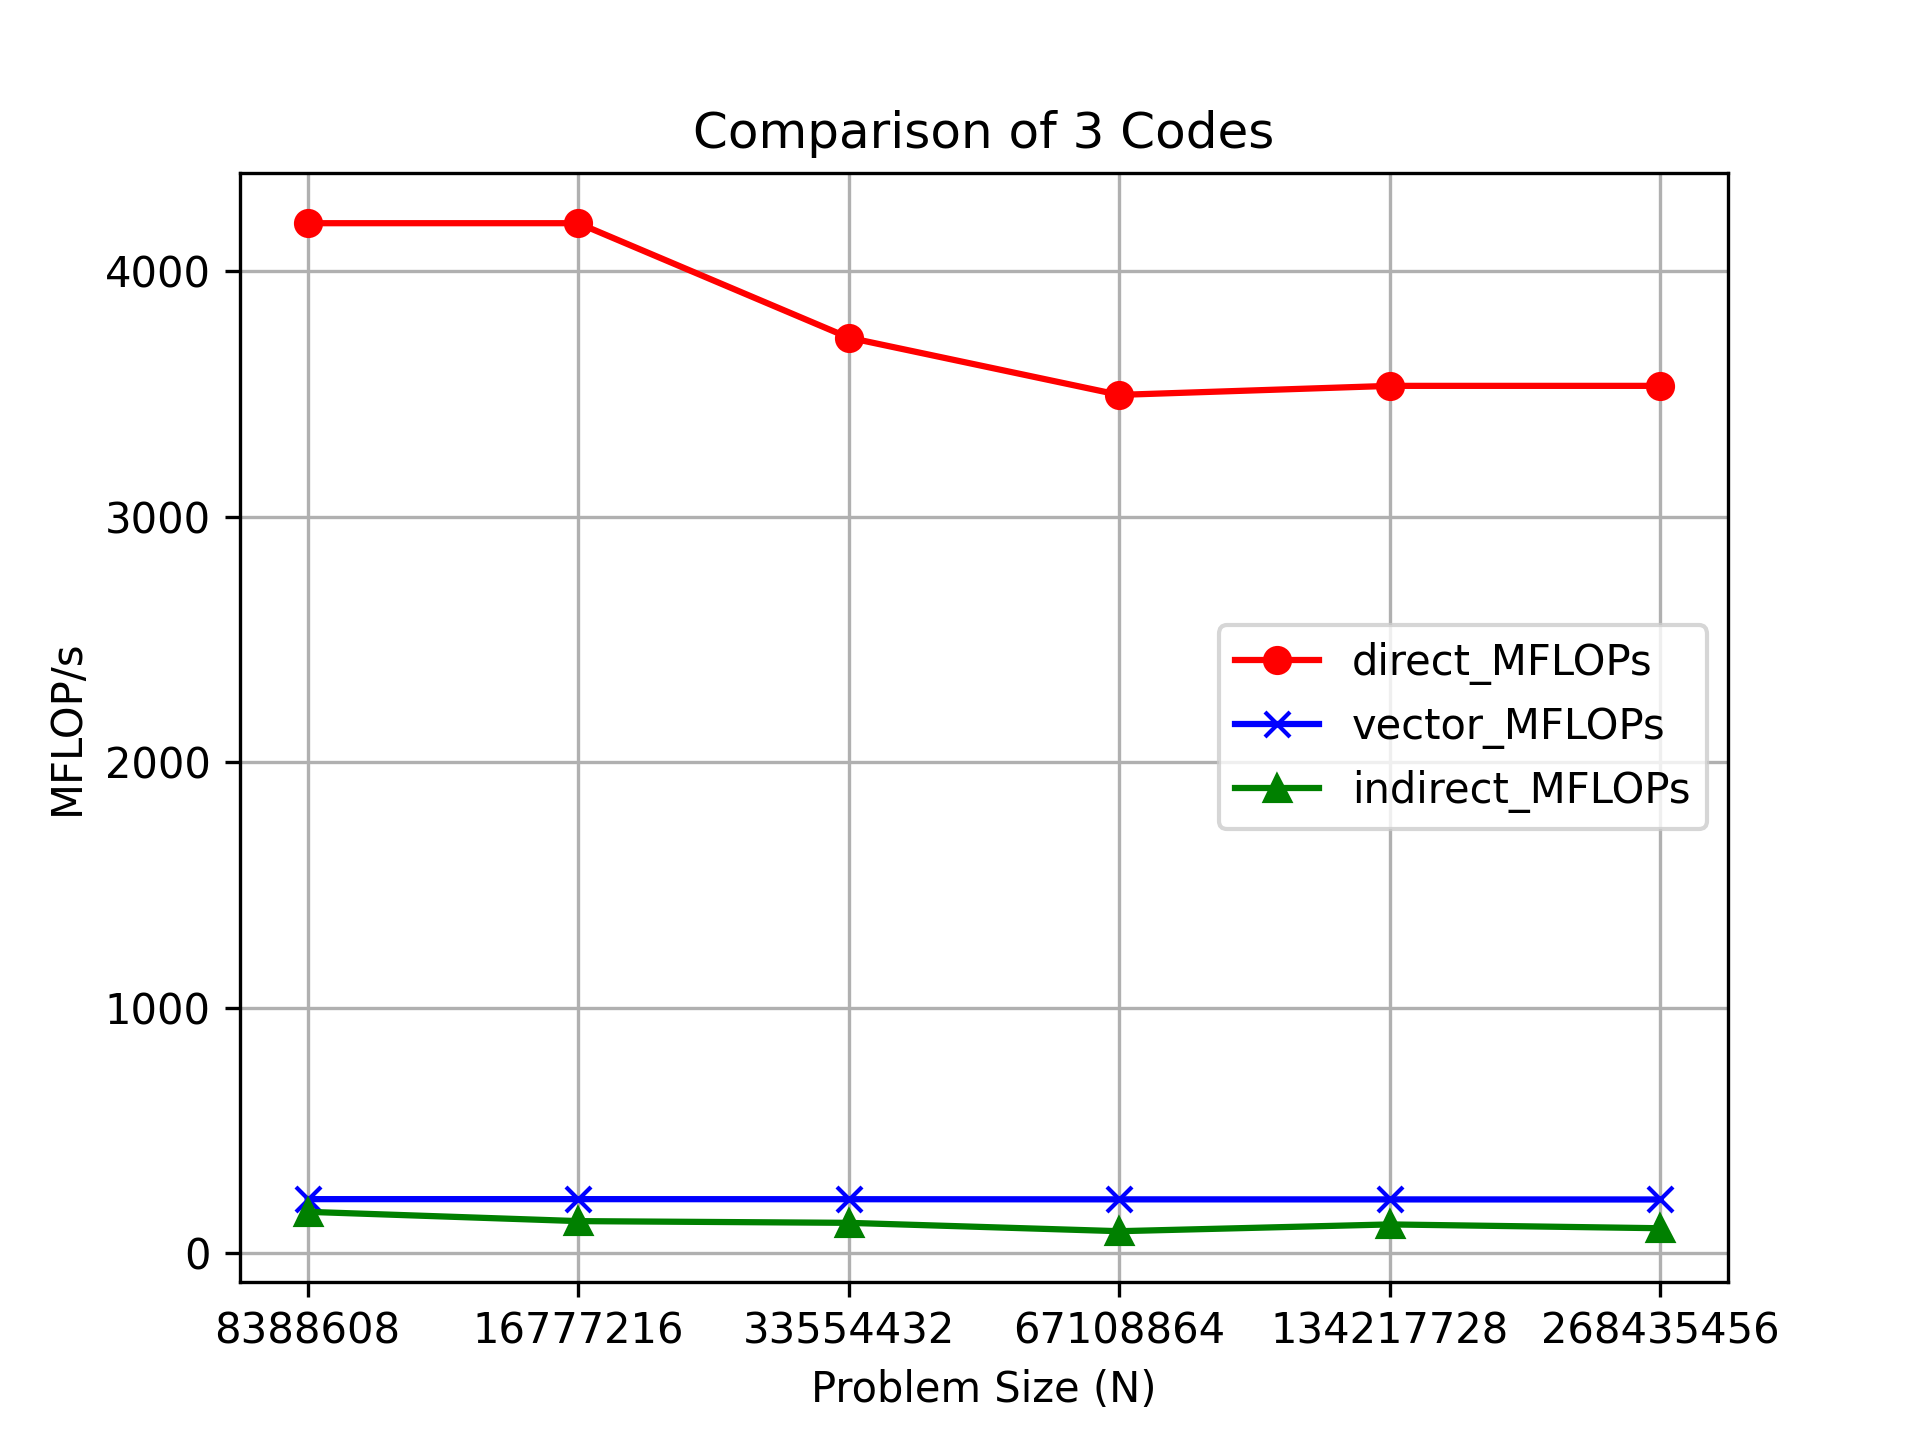 Comparison of 3 Codes
MFLOP/s
4000
3000
2000
1000
0
direct_MFLOPs
vector_MFLOPs
indirect_MFLOPs
8388608 16777216 33554432 67108864 134217728 268435456
Problem Size (N)